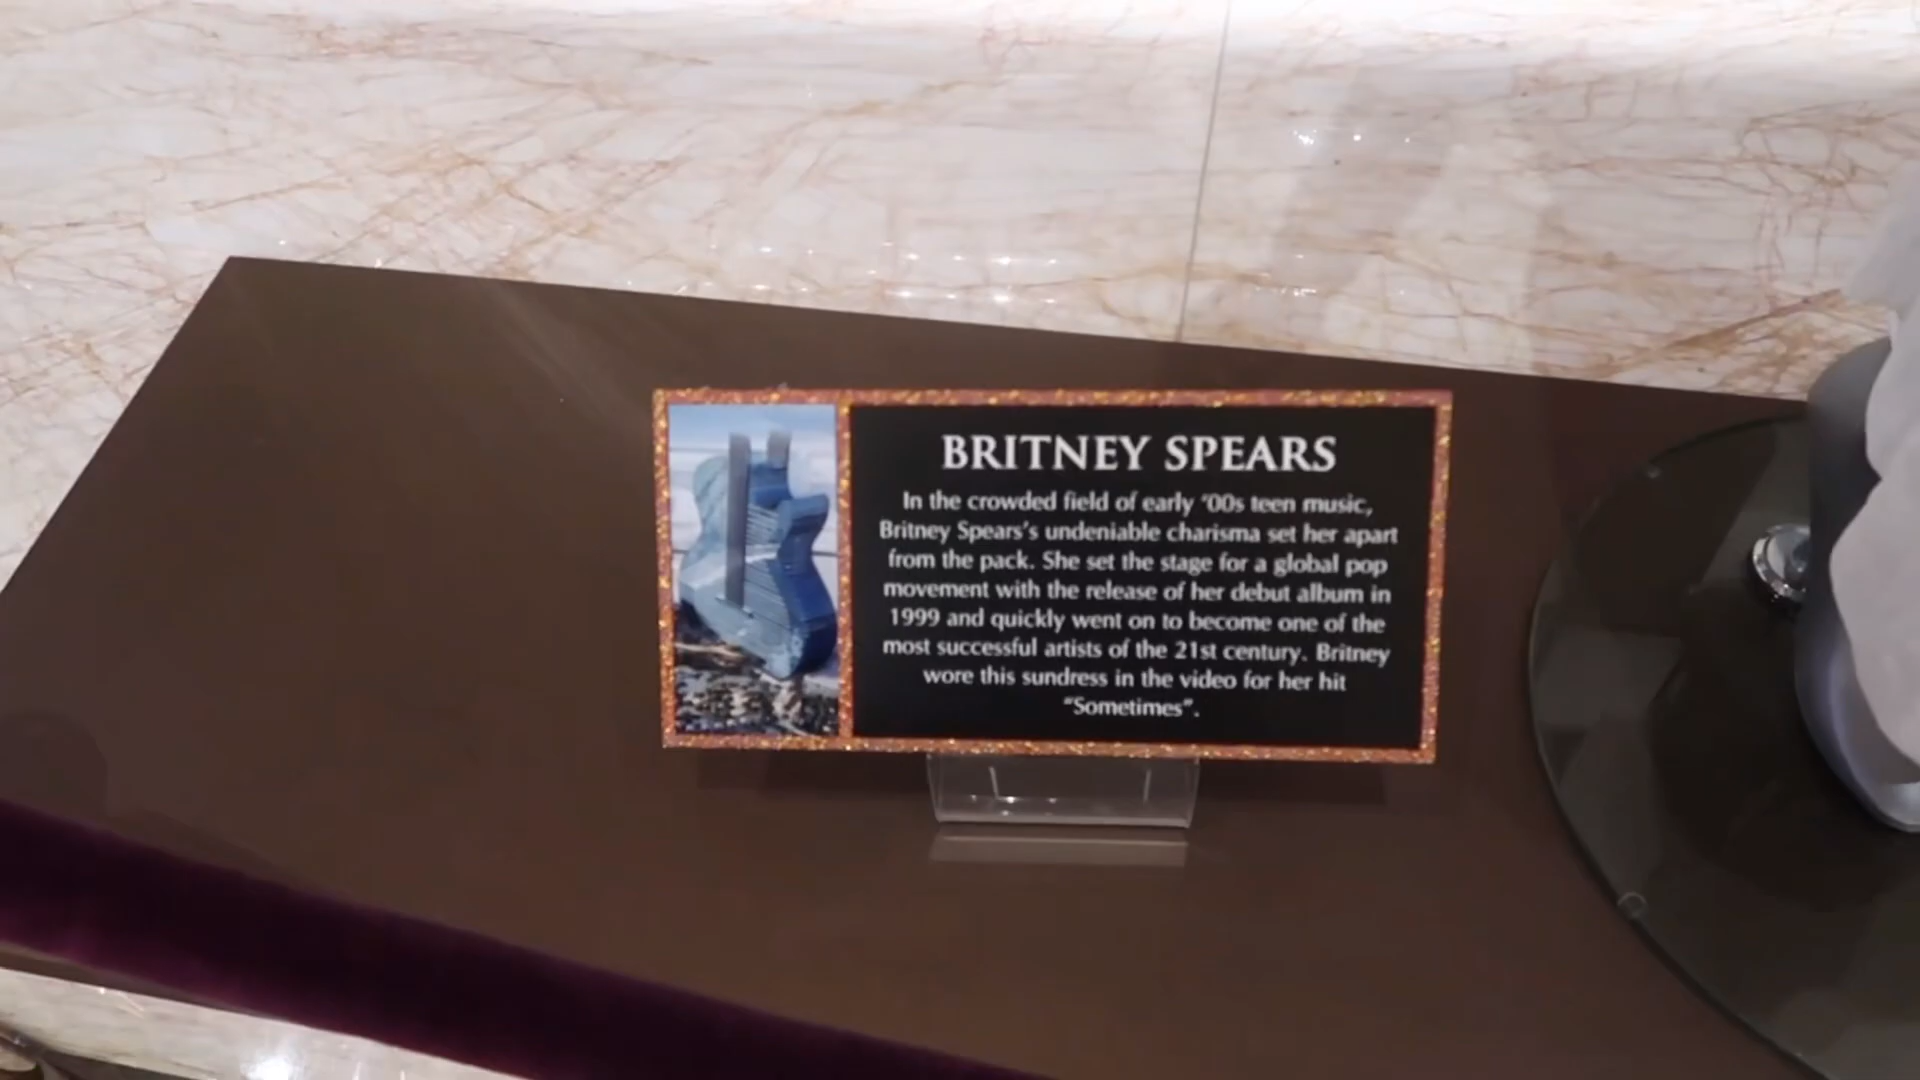 BRITNEY SPEARS
In the crowded field of early '00s teen music,
Britney Spears's undeniable charisma set her apart
from the pack. She set the stage for a global pop
movement with the release of her debut album in
1999 and quickly went on to become one of the
most successful artists of the 21st century. Britney
wore this sundress in the video for her hit
"Sometimes".